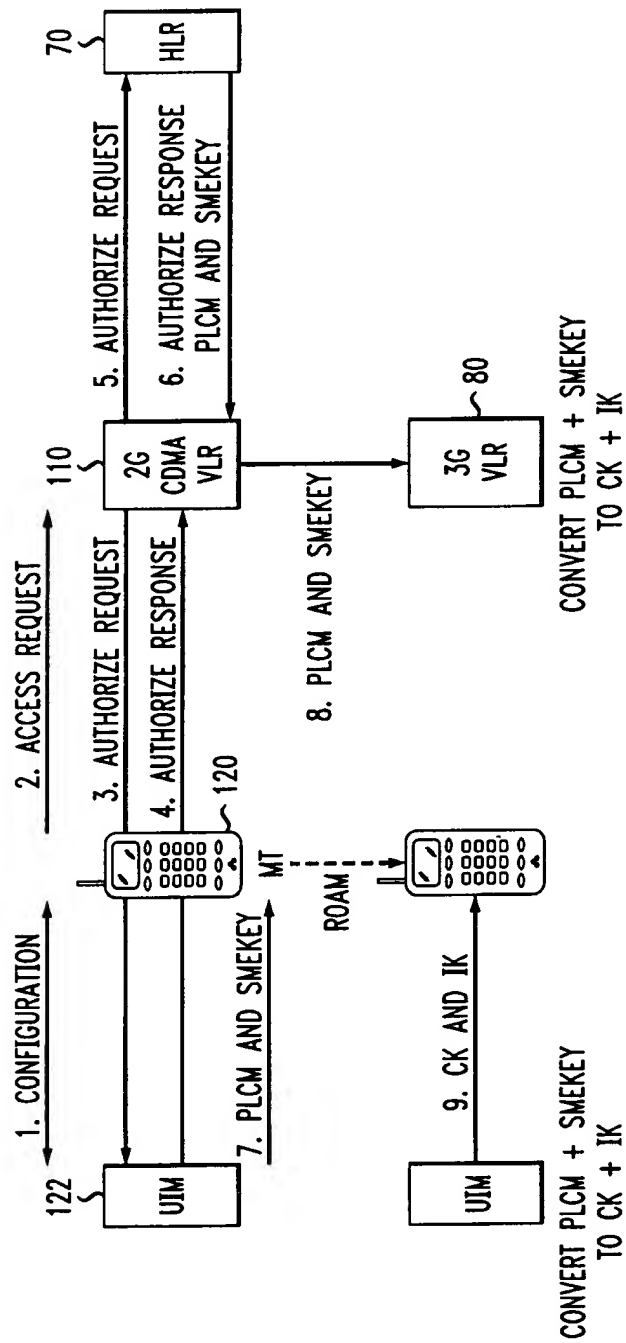 1. CONFIGURATION
2. ACCESS REQUEST
122
UIM
3. AUTHORIZE REQUEST
4. AUTHORIZE RESPONSE
120
MT
110
2G
CDMA
VLR
5. AUTHORIZE REQUEST
6. AUTHORIZE RESPONSE
PLCM AND SMEKEY
70
HLR
7. PLCM AND SMEKEY
ROAM
8. PLCM AND SMEKEY
UIM
9. CK AND IK
3G
VLR
80
CONVERT PLCM + SMEKEY
TO CK + IK
CONVERT PLCM + SMEKEY
TO CK + IK